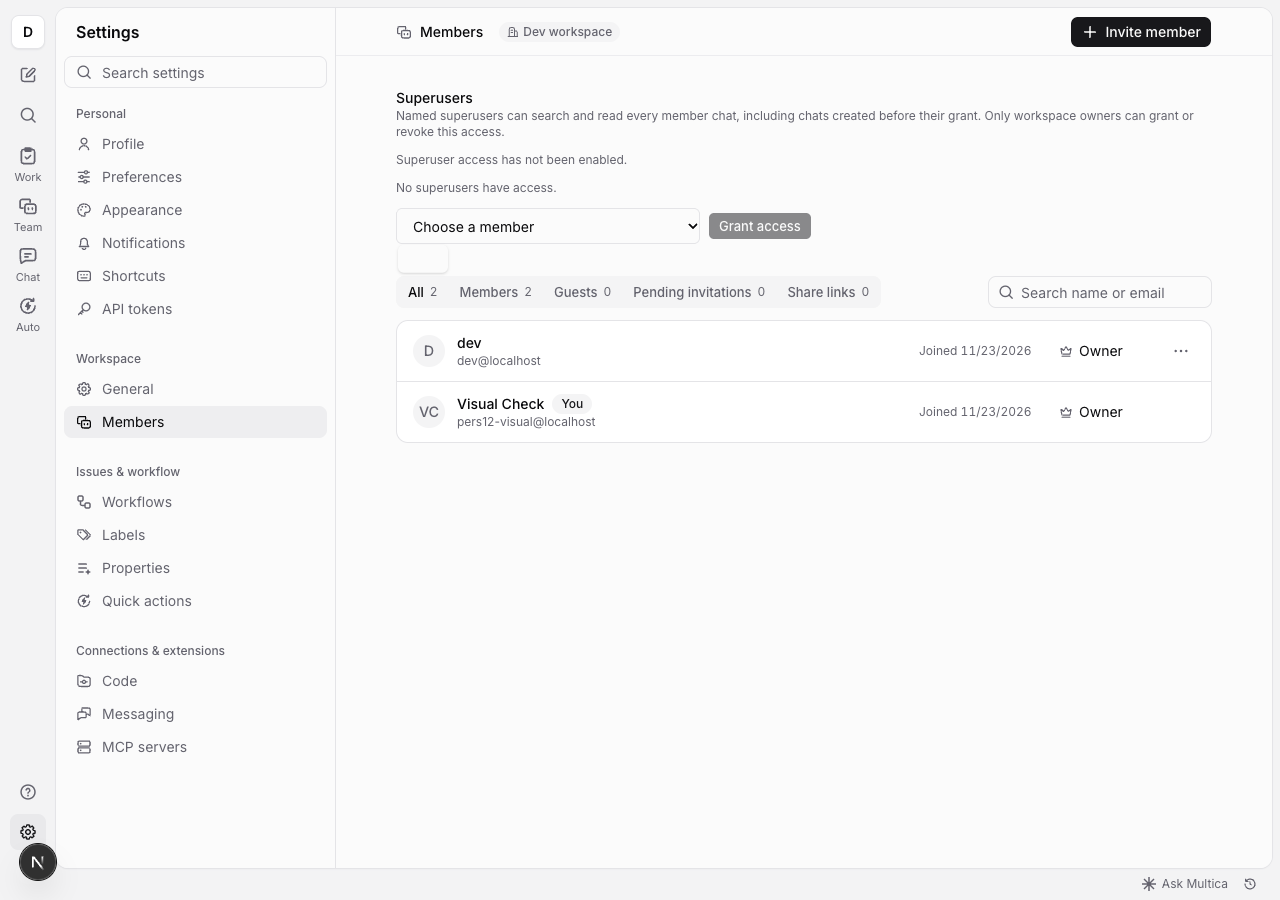 D
Settings
Members
Dev workspace
Invite member
Search settings
Personal
Profile
Preferences
Appearance
Notifications
Shortcuts
API tokens
Workspace
General
Members
Issues & workflow
Workflows
Labels
Properties
Quick actions
Connections & extensions
Code
Messaging
MCP servers
Work
Team
Chat
Auto
N
Superusers
Named superusers can search and read every member chat, including chats created before their grant. Only workspace owners can grant or
revoke this access.
Superuser access has not been enabled.
No superusers have access.
Choose a member
Grant access
All 2
Members 2
Guests 0
Pending invitations 0
Share links 0
Search name or email
D
dev
dev@localhost
Joined 11/23/2026
Owner
VC
Visual Check
You
pers12-visual@localhost
Joined 11/23/2026
Owner
Ask Multica